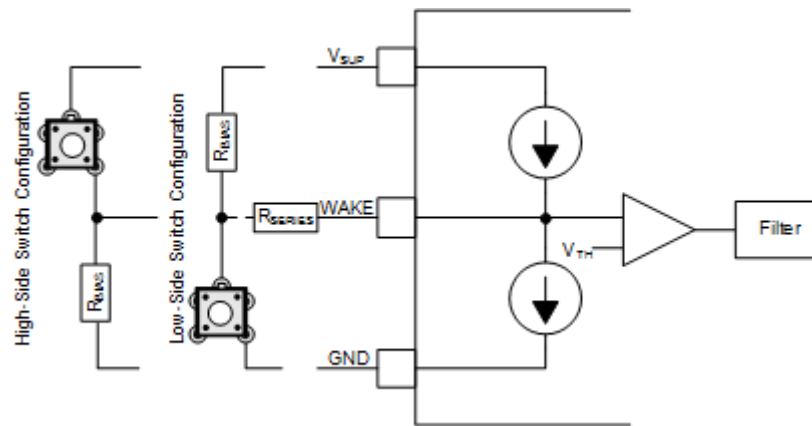 High-Side Switch Configuration
RBIAS
Low-Side Switch Configuration
RBIAS
RSERIES
VSUP
WAKE
GND
VTH
Filter